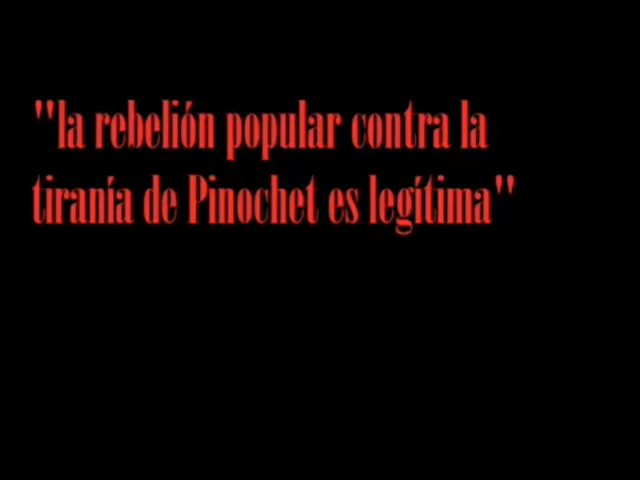 "la rebelión popular contra la
tiranía de Pinochet es legítima"